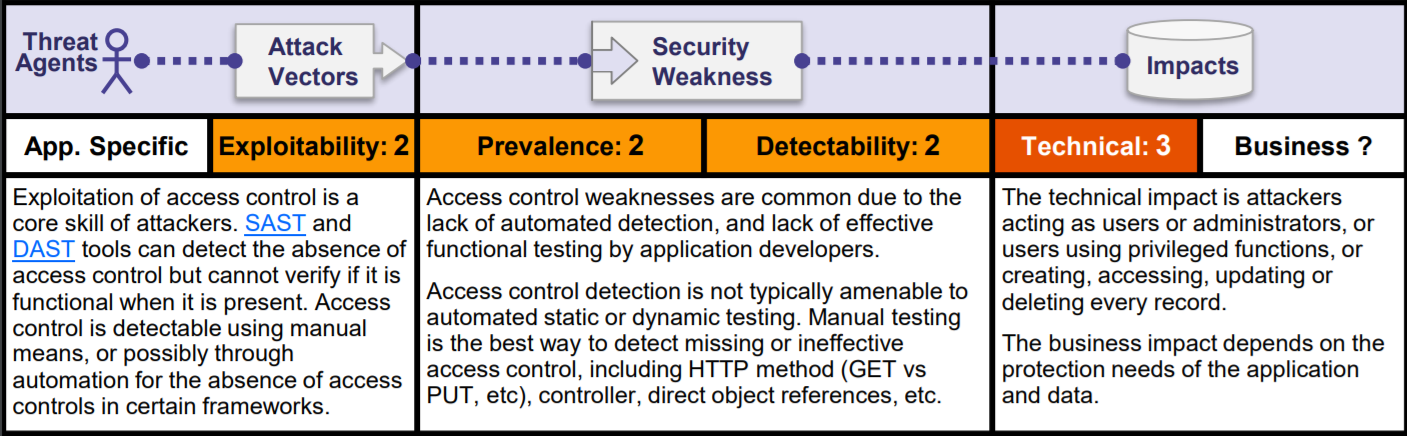 Threat
Agents
Attack
Vectors
Security
Weakness
Impacts
App. Specific
Exploitability: 2
Prevalence: 2
Detectability: 2
Technical: 3
Business ?
Exploitation of access control is a
core skill of attackers. SAST and
DAST tools can detect the absence of
access control but cannot verify if it is
functional when it is present. Access
control is detectable using manual
means, or possibly through
automation for the absence of access
controls in certain frameworks.
Access control weaknesses are common due to the
lack of automated detection, and lack of effective
functional testing by application developers.
Access control detection is not typically amenable to
automated static or dynamic testing. Manual testing
is the best way to detect missing or ineffective
access control, including HTTP method (GET vs
PUT, etc), controller, direct object references, etc.
The technical impact is attackers
acting as users or administrators, or
users using privileged functions, or
creating, accessing, updating or
deleting every record.
The business impact depends on the
protection needs of the application
and data.